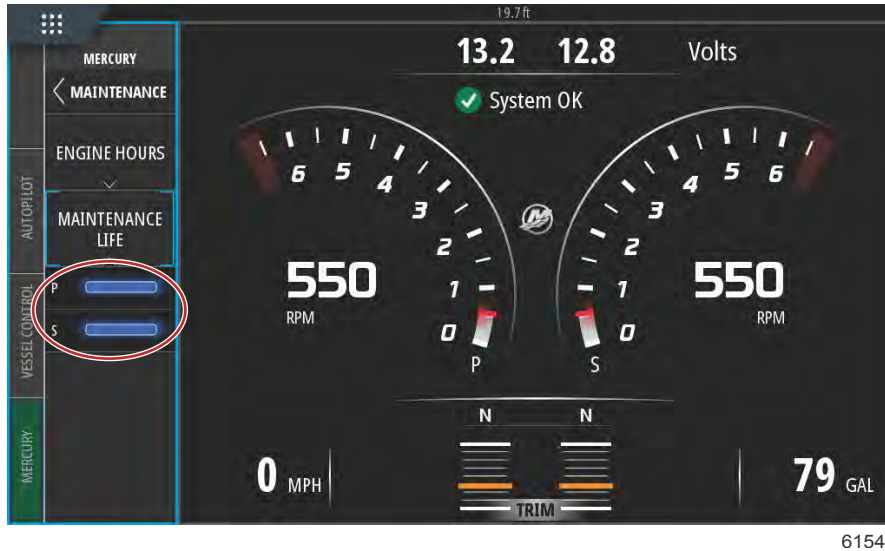 19.7 ft
MERCURY
MAINTENANCE
ENGINE HOURS
MAINTENANCE
LIFE
P
S
AUTOPILOT
VESSEL CONTROL
MERCURY
13.2 12.8 Volts
System OK
6 5 4 3 2 1 0
P
550
RPM
4 5 6 3 2 1 0
S
550
RPM
N N
0 MPH
TRIM
79 GAL
6154